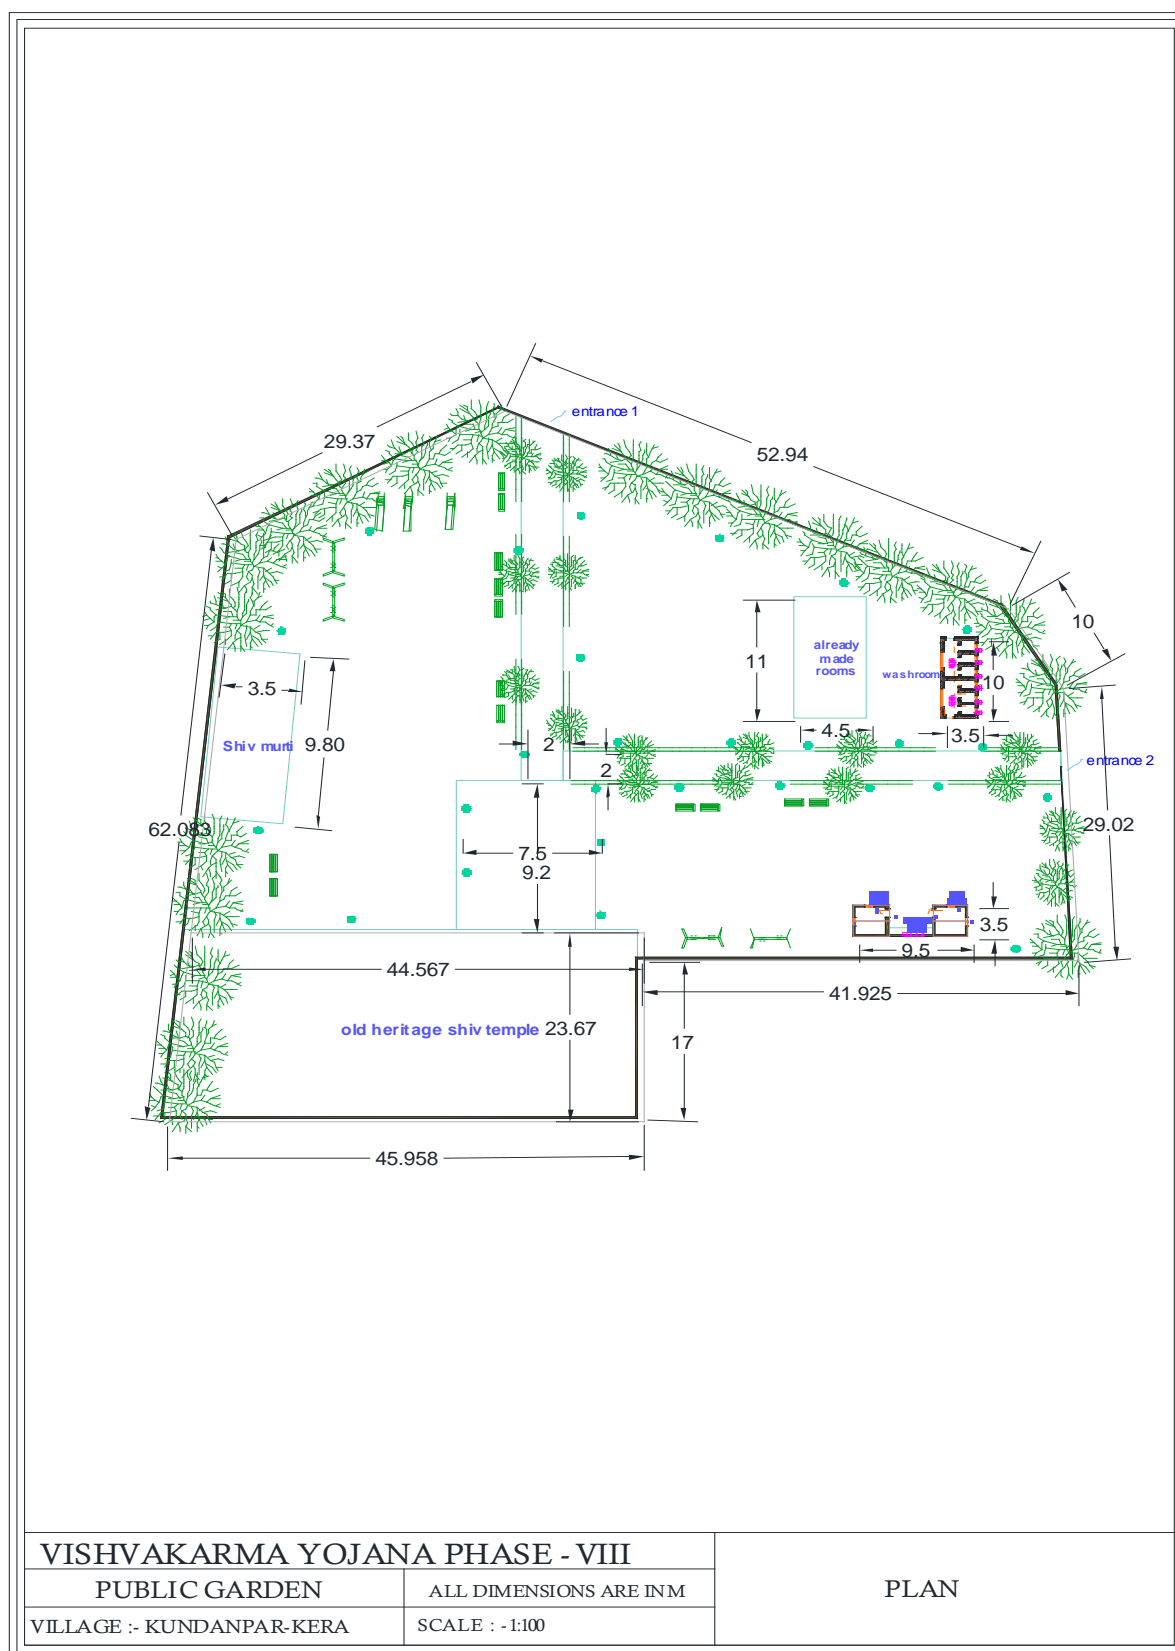 entrance 1
29.37
52.94
10
already
made
rooms
11
washroom
10
3.5
Shiv murti
9.80
4.5
3.5
2
2
entrance 2
62.083
29.02
7.5
9.2
3.5
9.5
44.567
41.925
old heritage shiv temple
23.67
17
45.958
VISHVAKARMA YOJANA PHASE - VIII
PUBLIC GARDEN
ALL DIMENSIONS ARE IN M
PLAN
VILLAGE :- KUNDANPAR-KERA
SCALE : - 1:100